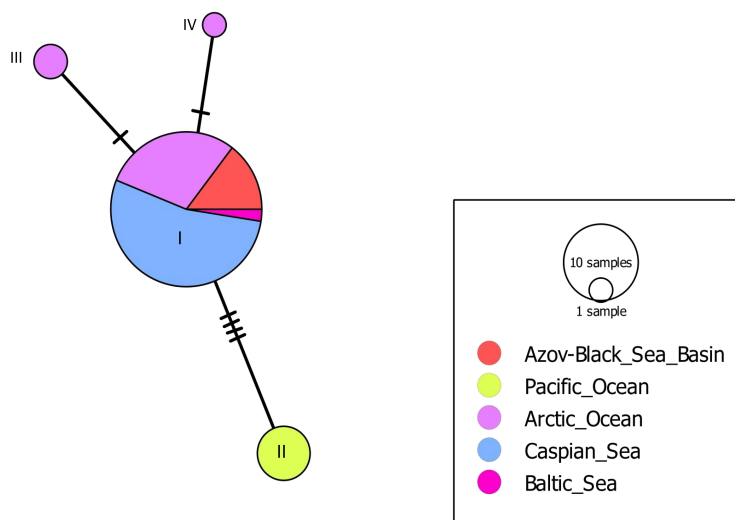 IV
III
I
II
10 samples
1 sample
Azov-Black_Sea_Basin
Pacific_Ocean
Arctic_Ocean
Caspian_Sea
Baltic_Sea